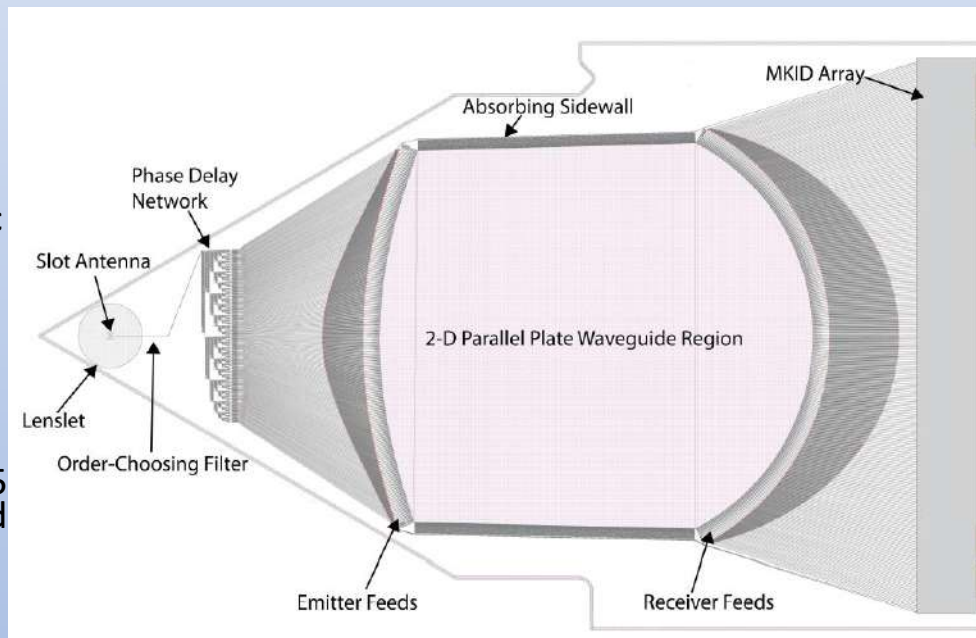 MKID Array
Absorbing Sidewall
Phase Delay
Network
Slot Antenna
2-D Parallel Plate Waveguide Region
Lenslet
Order-Choosing Filter
Emitter Feeds
Receiver Feeds